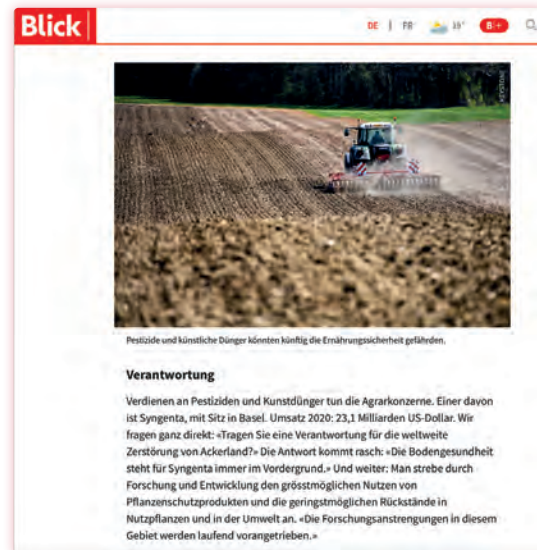 Blick
DE | FR 19° B+
KEYSTONE
Pestizide und künstliche Dünger könnten künftig die Ernährungssicherheit gefährden.
Verantwortung
Verdienen an Pestiziden und Kunstdünger tun die Agrarkonzerne. Einer davon
ist Syngenta, mit Sitz in Basel. Umsatz 2020: 23,1 Milliarden US-Dollar. Wir
fragen ganz direkt: «Tragen Sie eine Verantwortung für die weltweite
Zerstörung von Ackerland?» Die Antwort kommt rasch: «Die Bodengesundheit
steht für Syngenta immer im Vordergrund.» Und weiter: Man strebe durch
Forschung und Entwicklung den grösstmöglichen Nutzen von
Pflanzenschutzprodukten und die geringstmöglichen Rückstände in
Nutzpflanzen und in der Umwelt an. «Die Forschungsanstrengungen in diesem
Gebiet werden laufend vorangetrieben.»